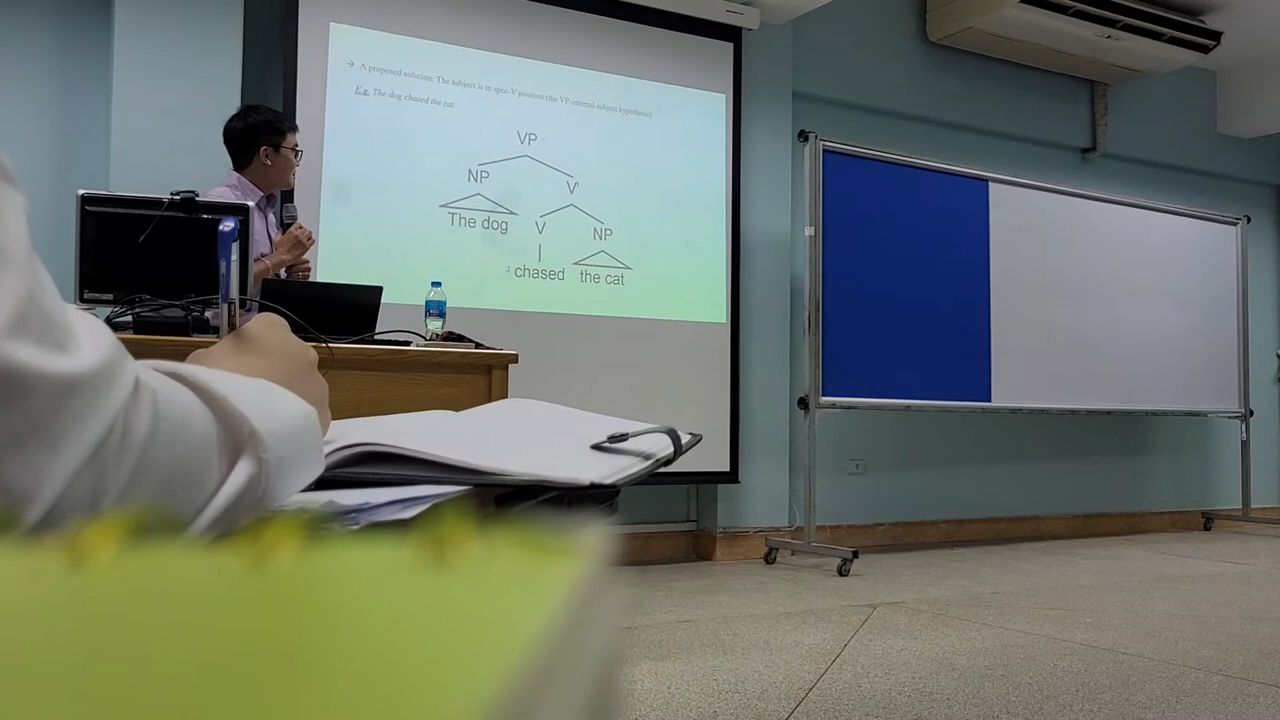 → A proposed solution: The subject is in spec-V position (the VP-internal subject hypothesis)
E.g. The dog chased the cat
VP
NP V'
The dog V NP
chased the cat